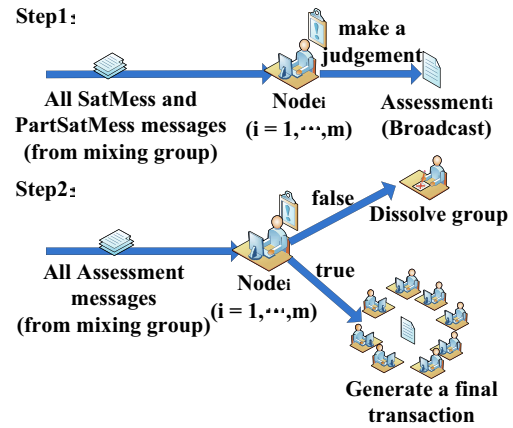 Step1:
make a
judgement
All SatMess and
PartSatMess messages
(from mixing group)
Nodei
(i = 1,···,m)
Assessmenti
(Broadcast)
Step2:
false
Dissolve group
All Assessment
messages
(from mixing group)
Nodei
(i = 1,···,m)
true
Generate a final
transaction